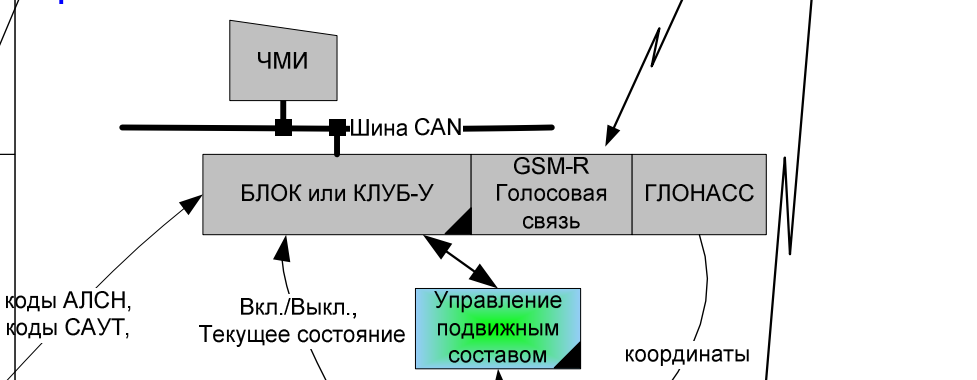 ЧМИ
Шина CAN
БЛОК или КЛУБ-У
GSM-R
Голосовая
связь
ГЛОНАСС
коды АЛСН,
коды САУТ,
Вкл./Выкл.,
Текущее состояние
Управление
подвижным
составом
координаты